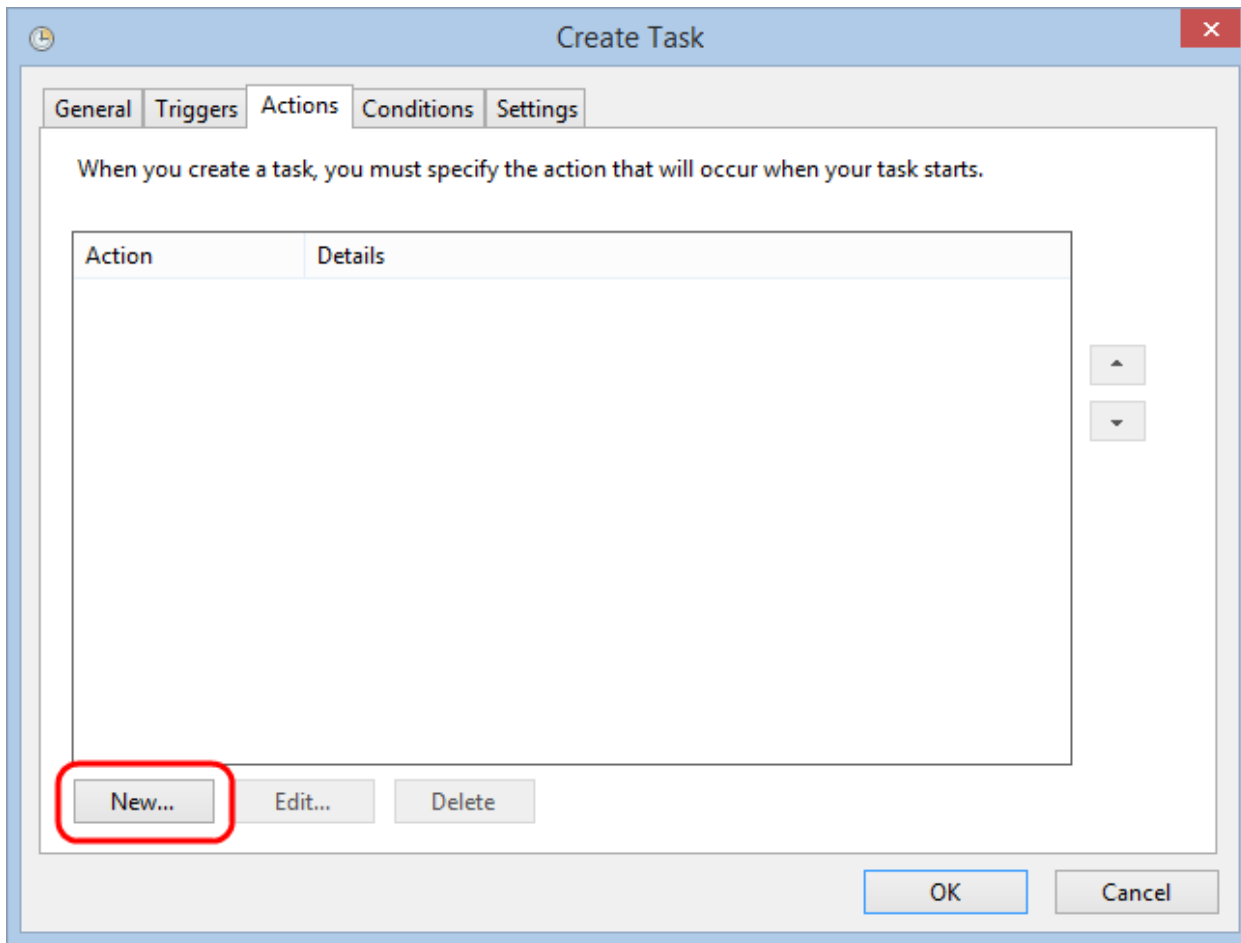 Create Task
General Triggers Actions Conditions Settings
When you create a task, you must specify the action that will occur when your task starts.
Action Details
New... Edit... Delete
OK Cancel